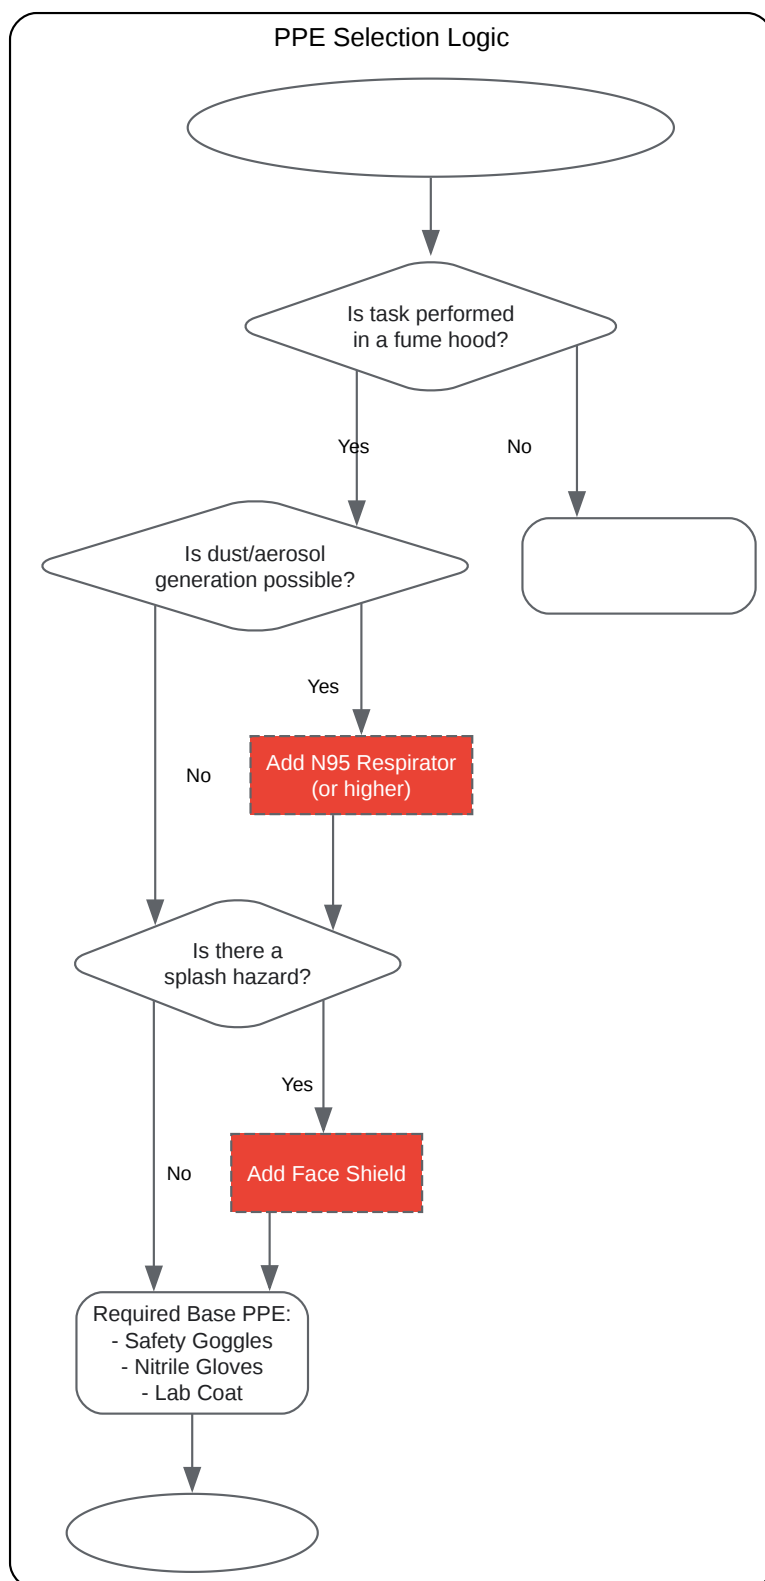 PPE Selection Logic
Is task performed
in a fume hood?
Yes
No
Is dust/aerosol
generation possible?
Yes
No
Add N95 Respirator
(or higher)
Is there a
splash hazard?
Yes
No
Add Face Shield
Required Base PPE:
- Safety Goggles
- Nitrile Gloves
- Lab Coat